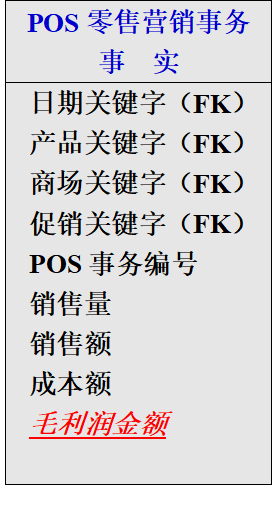 POS 零售营销事务
事 实
日期关键字（FK）
产品关键字（FK）
商场关键字（FK）
促销关键字（FK）
POS 事务编号
销售量
销售额
成本额
毛利润金额